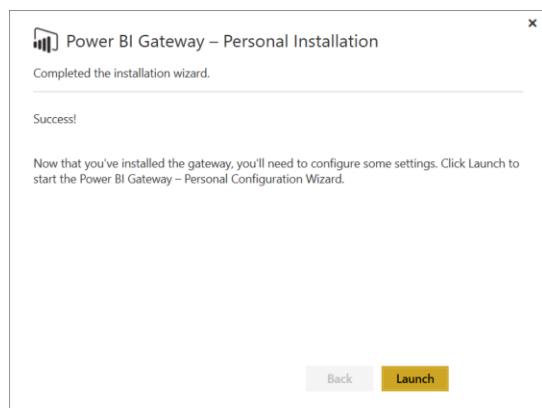 Power BI Gateway – Personal Installation
Completed the installation wizard.
Success!
Now that you've installed the gateway, you'll need to configure some settings. Click Launch to
start the Power BI Gateway – Personal Configuration Wizard.
Back
Launch